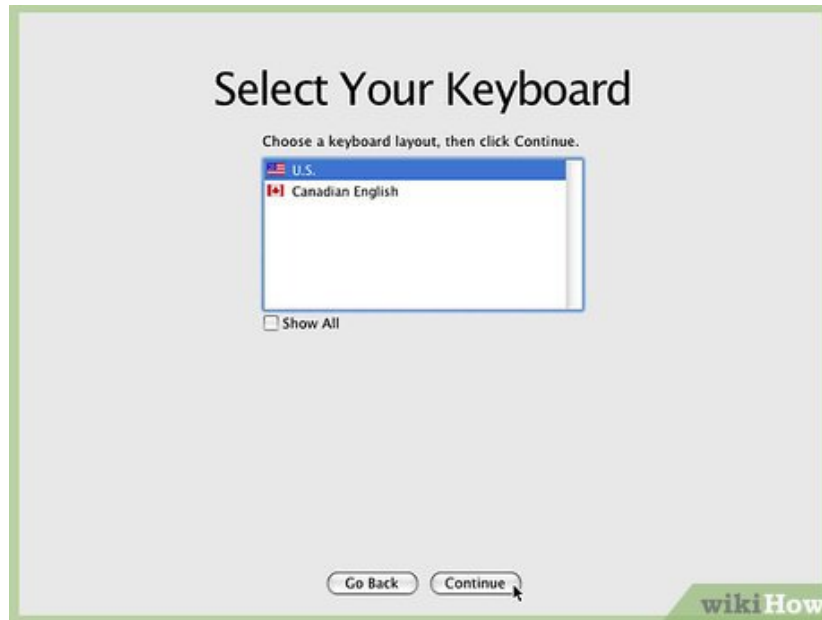 Select Your Keyboard
Choose a keyboard layout, then click Continue.
U.S.
Canadian English
Show All
Go Back
Continue
wikiHow